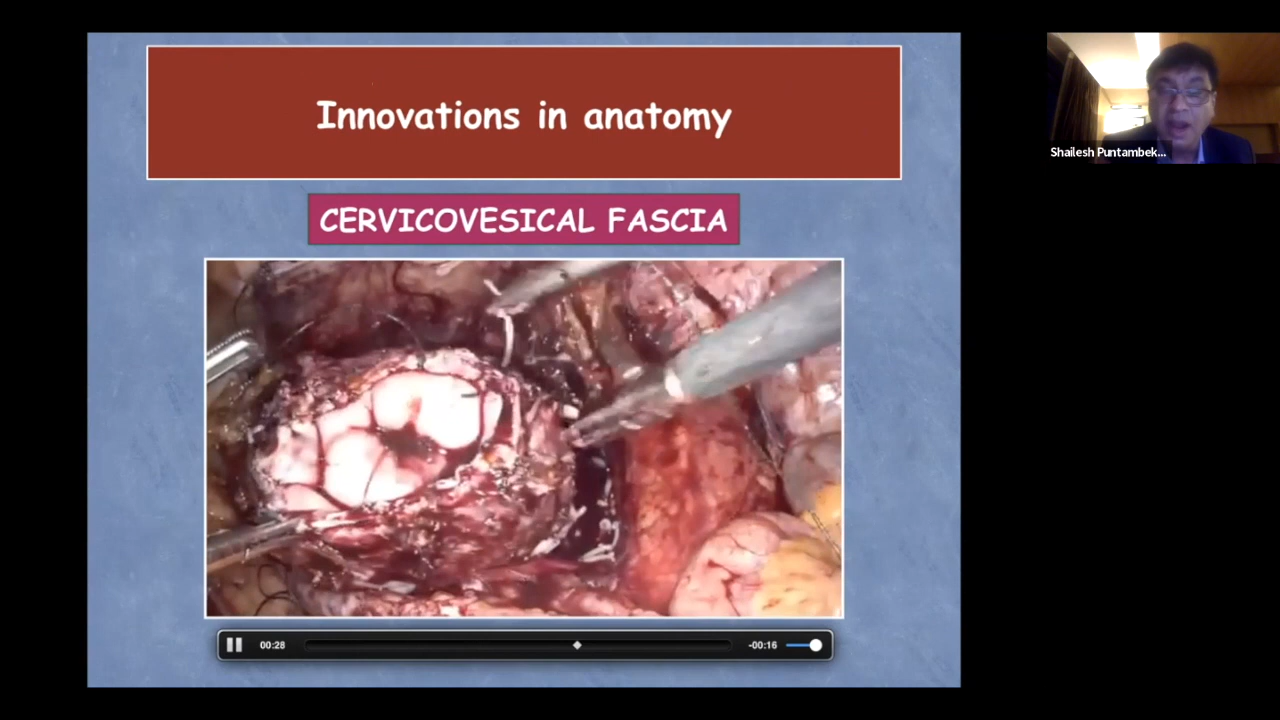 Innovations in anatomy
CERVICOVESICAL FASCIA
Shailesh Puntambek...
00:28
-00:16